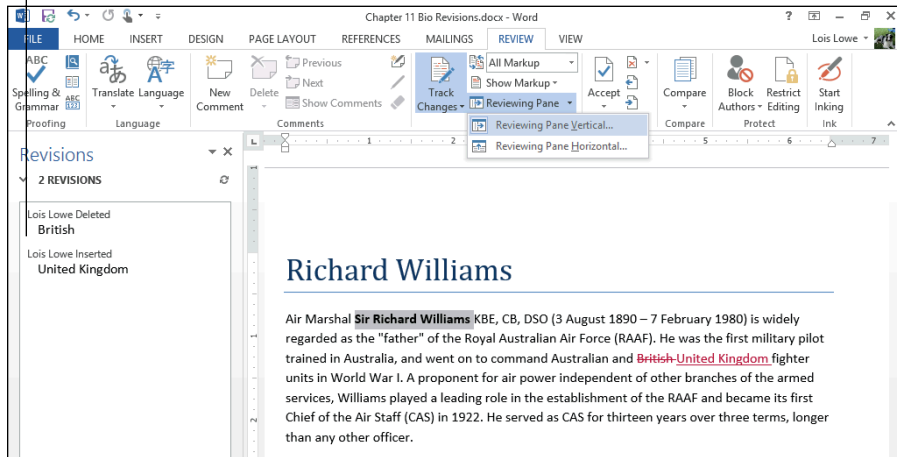 Chapter 11 Bio Revisions.docx - Word
FILE HOME INSERT DESIGN PAGE LAYOUT REFERENCES MAILINGS REVIEW VIEW Lois Lowe
ABC Previous All Markup
Next Show Markup
Spelling & Grammar ABC Translate Language New Comment Delete Show Comments Track Changes Reviewing Pane Accept Compare Block Authors Restrict Editing Start Inking
Proofing Language Comments Compare Protect Ink
Reviewing Pane Vertical...
Reviewing Pane Horizontal...
1 2 5 6 7
Revisions
2 REVISIONS
Lois Lowe Deleted
British
Lois Lowe Inserted
United Kingdom
Richard Williams
Air Marshal Sir Richard Williams KBE, CB, DSO (3 August 1890 – 7 February 1980) is widely
regarded as the "father" of the Royal Australian Air Force (RAAF). He was the first military pilot
trained in Australia, and went on to command Australian and British United Kingdom fighter
units in World War I. A proponent for air power independent of other branches of the armed
services, Williams played a leading role in the establishment of the RAAF and became its first
Chief of the Air Staff (CAS) in 1922. He served as CAS for thirteen years over three terms, longer
than any other officer.